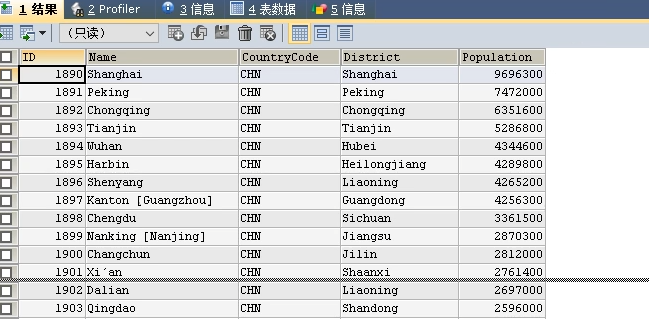 1 结果 2 Profiler 3 信息 4 表数据 5 信息
(只读)
ID Name CountryCode District Population
1890 Shanghai CHN Shanghai 9696300
1891 Peking CHN Peking 7472000
1892 Chongqing CHN Chongqing 6351600
1893 Tianjin CHN Tianjin 5286800
1894 Wuhan CHN Hubei 4344600
1895 Harbin CHN Heilongjiang 4289800
1896 Shenyang CHN Liaoning 4265200
1897 Kanton [Guangzhou] CHN Guangdong 4256300
1898 Chengdu CHN Sichuan 3361500
1899 Nanking [Nanjing] CHN Jiangsu 2870300
1900 Changchun CHN Jilin 2812000
1901 Xi´an CHN Shaanxi 2761400
1902 Dalian CHN Liaoning 2697000
1903 Qingdao CHN Shandong 2596000